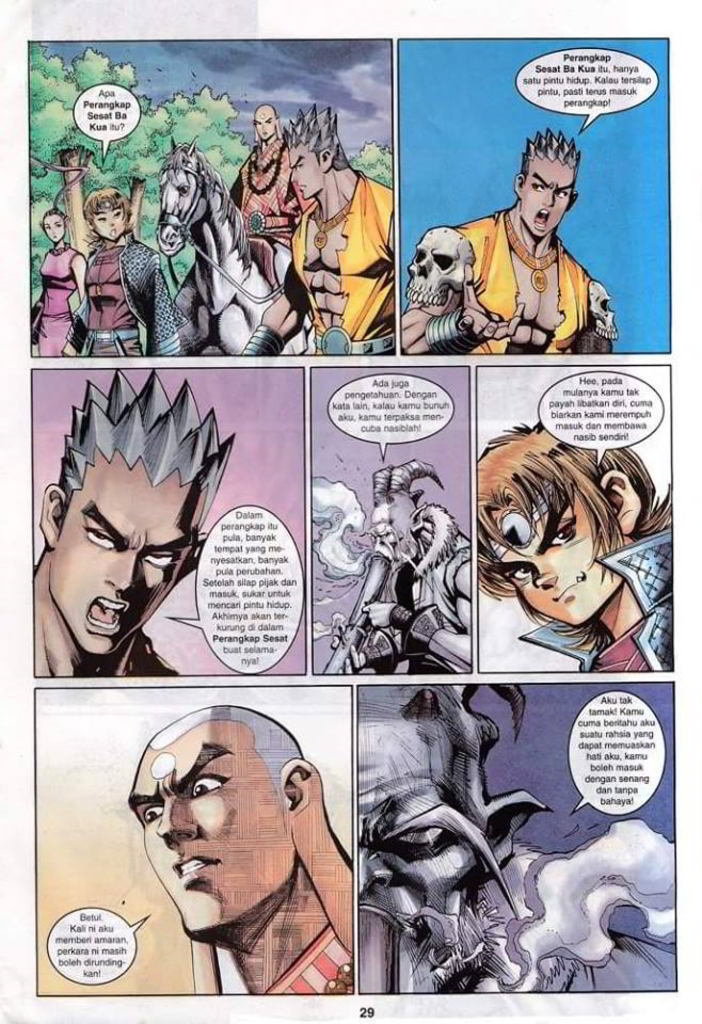 Apa
Perangkap
Sesat Ba
Kua itu?
Perangkap
Sesat Ba Kua itu, hanya
satu pintu hidup. Kalau tersilap
pintu, pasti terus masuk
perangkap!
Dalam
perangkap itu
pula, banyak
tempat yang me-
nyesatkan, banyak
pula perubahan.
Setelah silap pijak dan
masuk, sukar untuk
mencari pintu hidup.
Akhirnya akan ter-
kurung di dalam
Perangkap Sesat
buat selama-
nya!
Ada juga
pengetahuan. Dengan
kata lain, kalau kamu bunuh
aku, kamu terpaksa men-
cuba nasiblah!
Hee, pada
mulanya kamu tak
payah libatkan diri, cuma
biarkan kami merempuh
masuk dan membawa
nasib sendiri!
Betul.
Kali ni aku
memberi amaran,
perkara ni masih
boleh dirunding-
kan!
Aku tak
tamak! Kamu
cuma beritahu aku
suatu rahsia yang
dapat memuaskan
hati aku, kamu
boleh masuk
dengan senang
dan tanpa
bahaya!
29